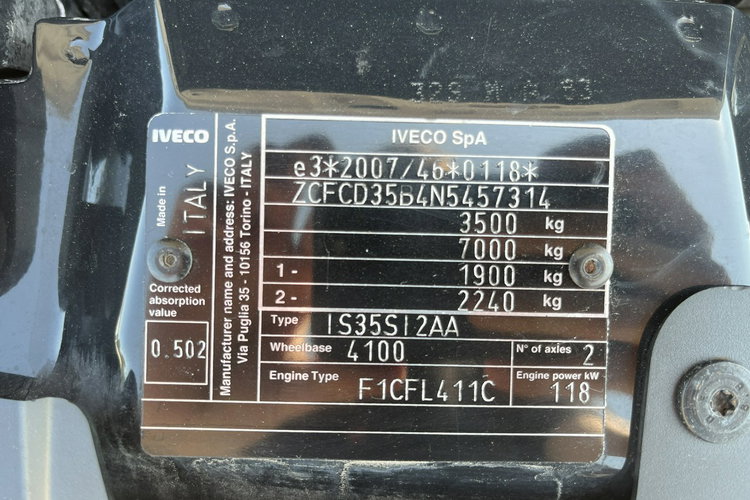 IVECO
IVECO SpA
e3*2007/46*0118*
ZCFCD35B4N5457314
3500 kg
7000 kg
1- 1900 kg
2- 2240 kg
Type IS35SI2AA
Wheelbase 4100
N° of axles 2
Engine Type F1CFL411C
Engine power kW 118
Made in ITALY
Corrected
absorption
value
0.502
Manufacturer name and address: IVECO S.p.A.
Via Puglia 35 - 10156 Torino - ITALY